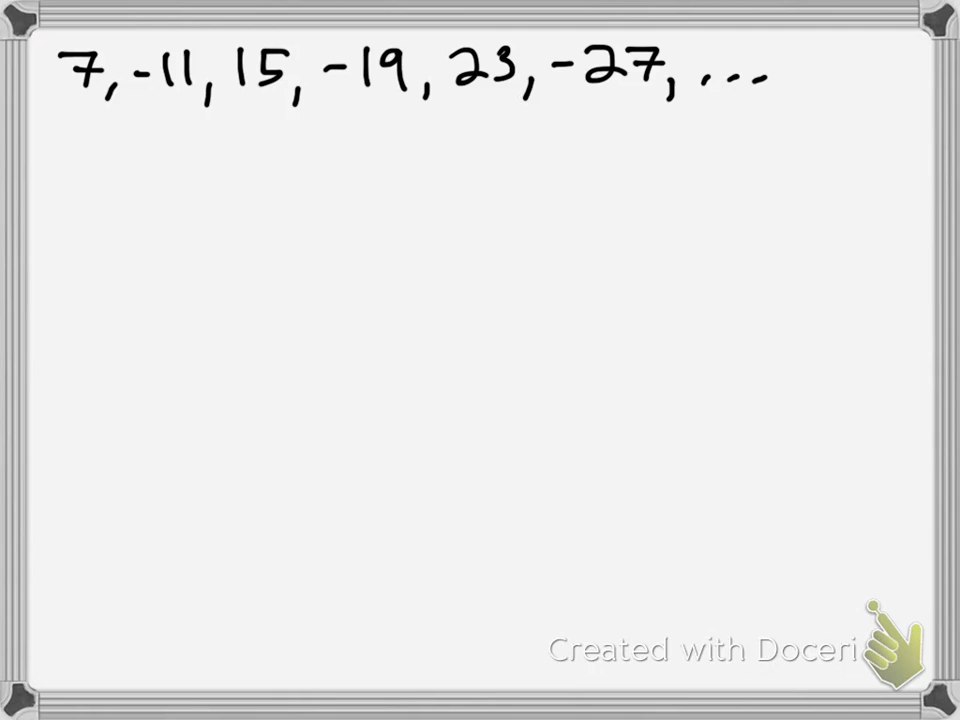 7, -11, 15, -19, 23, -27, ...
Created with Doceri